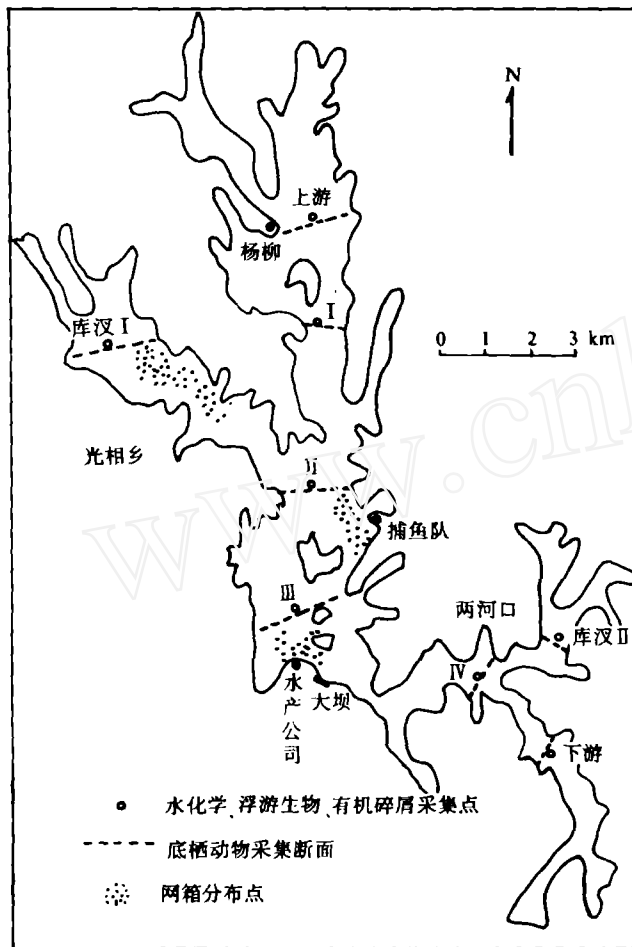 N
上游
杨柳
I
库汊 I
0 1 2 3 km
光相乡
II
捕鱼队
III
两河口
库汊 II
IV
水产公司
大坝
下游
水化学、浮游生物、有机碎屑采集点
底栖动物采集断面
网箱分布点